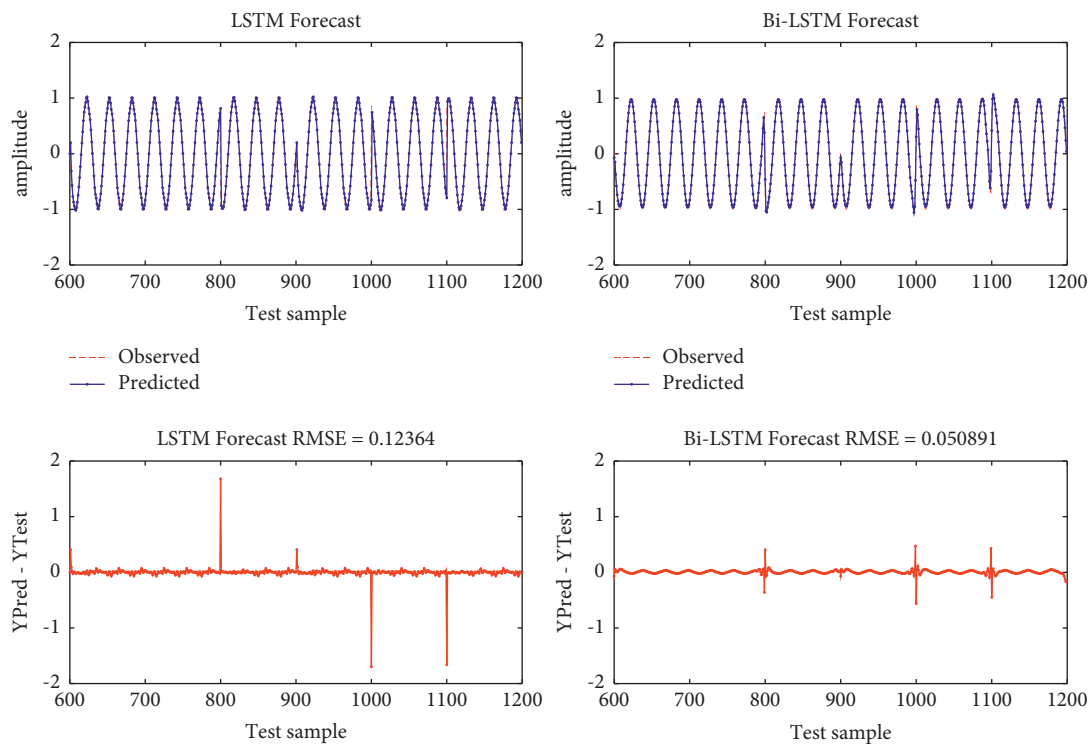 LSTM Forecast
2
1
0
-1
-2
amplitude
600 700 800 900 1000 1100 1200
Test sample
Observed
Predicted
Bi-LSTM Forecast
2
1
0
-1
-2
amplitude
600 700 800 900 1000 1100 1200
Test sample
Observed
Predicted
LSTM Forecast RMSE = 0.12364
2
1
0
-1
-2
YPred - YTest
600 700 800 900 1000 1100 1200
Test sample
Bi-LSTM Forecast RMSE = 0.050891
2
1
0
-1
-2
YPred - YTest
600 700 800 900 1000 1100 1200
Test sample